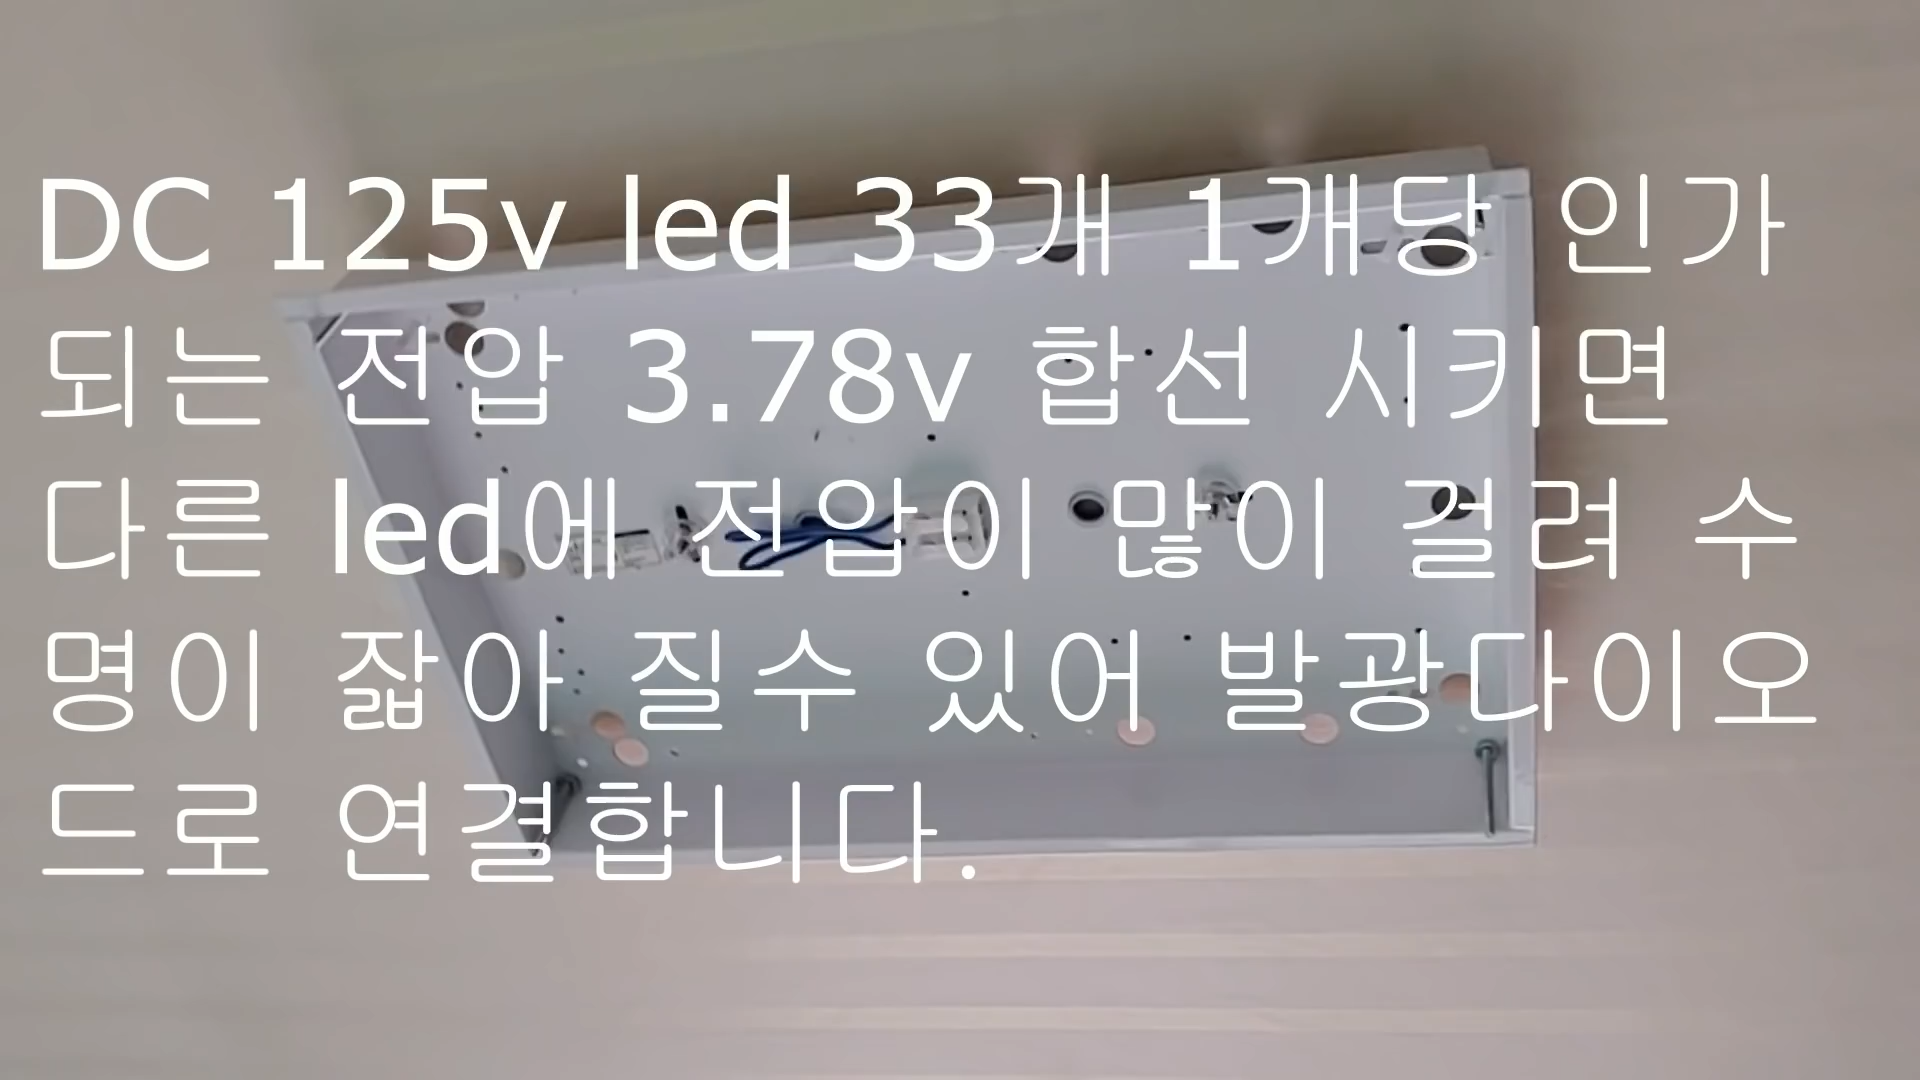 DC 125v led 33개 1개당 인가
되는 전압 3.78v 합선 시키면
다른 led에 전압이 많이 걸려 수
명이 잛아 질수 있어 발광다이오
드로 연결합니다.